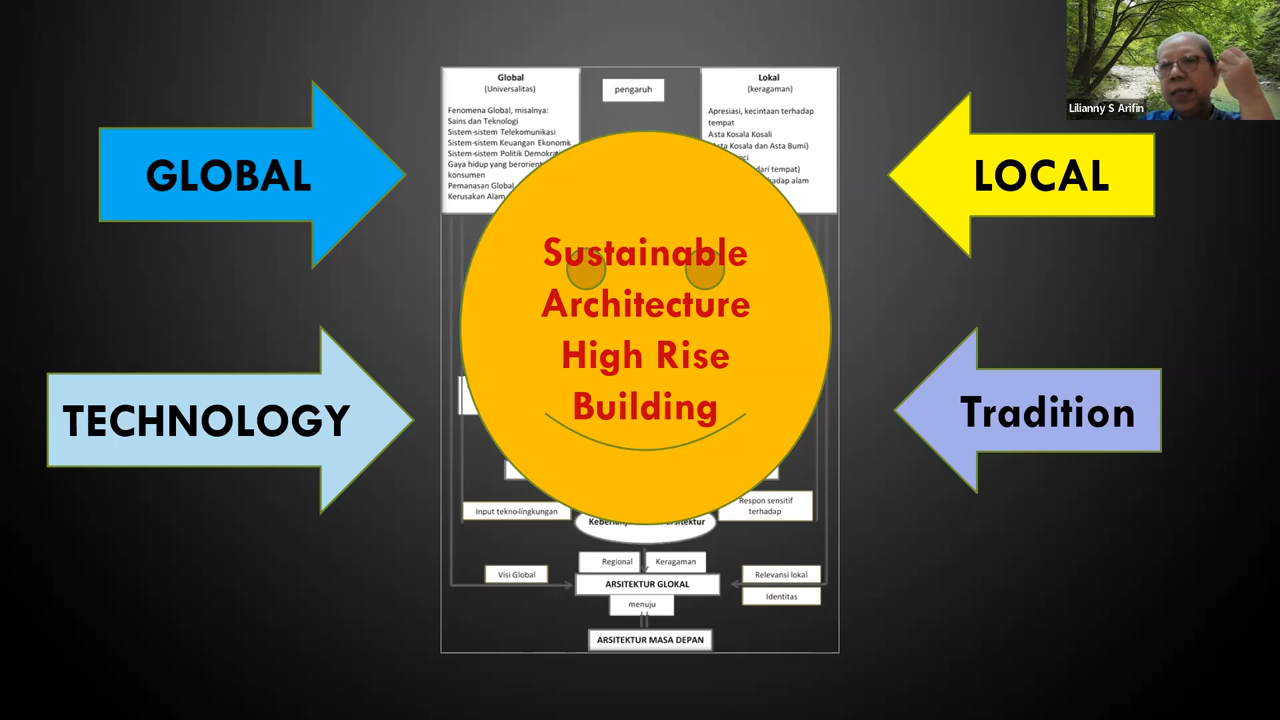 Lilianny S Arifin
GLOBAL
LOCAL
TECHNOLOGY
Tradition
Sustainable
Architecture
High Rise
Building
Global
(Universalitas)
Fenomena Global, misalnya:
Sains dan Teknologi
Sistem-sistem Telekomunikasi
Sistem-sistem Keuangan Ekonomi
Sistem-sistem Politik
Gaya hidup yang
konsumen
Pemanasan Global
Kerusakan Alam
pengaruh
Lokal
(keragaman)
Apresiasi, kecintaan terhadap
tempat
Asta Kosala Kosali
Asta Kosala dan Asta Bumi)
dari tempat)
alam
Input tekno-lingkungan
Respon sensitif
terhadap
Regional
Keragaman
Visi Global
ARSITEKTUR GLOKAL
Relevansi lokal
Identitas
menuju
ARSITEKTUR MASA DEPAN